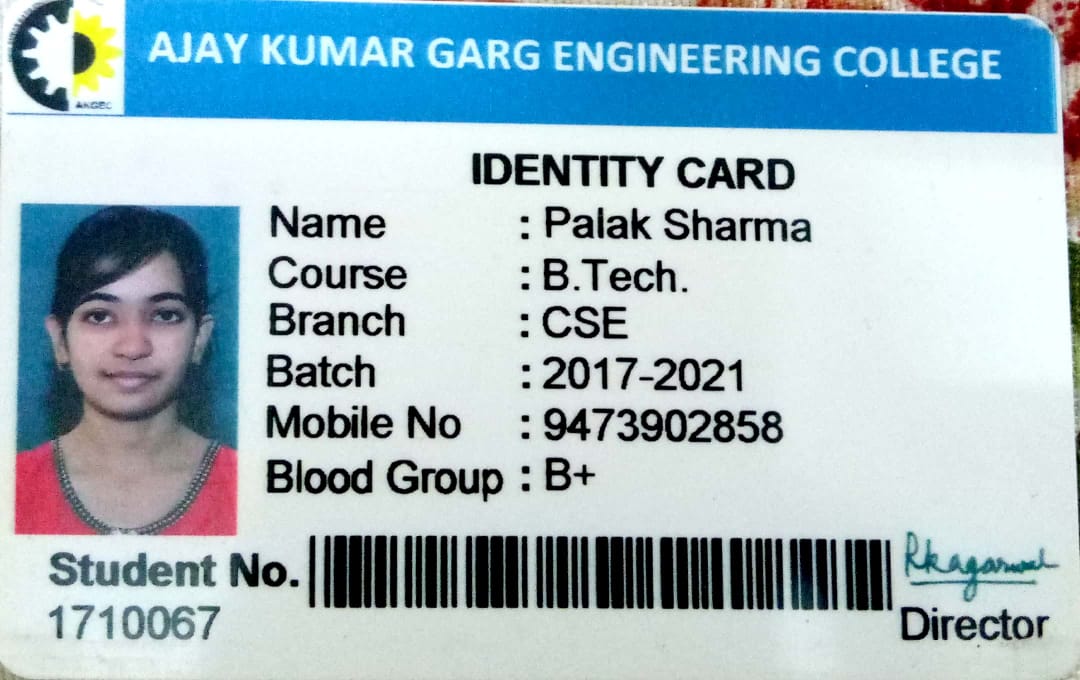 AKGEC
AJAY KUMAR GARG ENGINEERING COLLEGE
IDENTITY CARD
Name : Palak Sharma
Course : B.Tech.
Branch : CSE
Batch : 2017-2021
Mobile No : 9473902858
Blood Group : B+
Student No.
1710067
Rkagarwal
Director